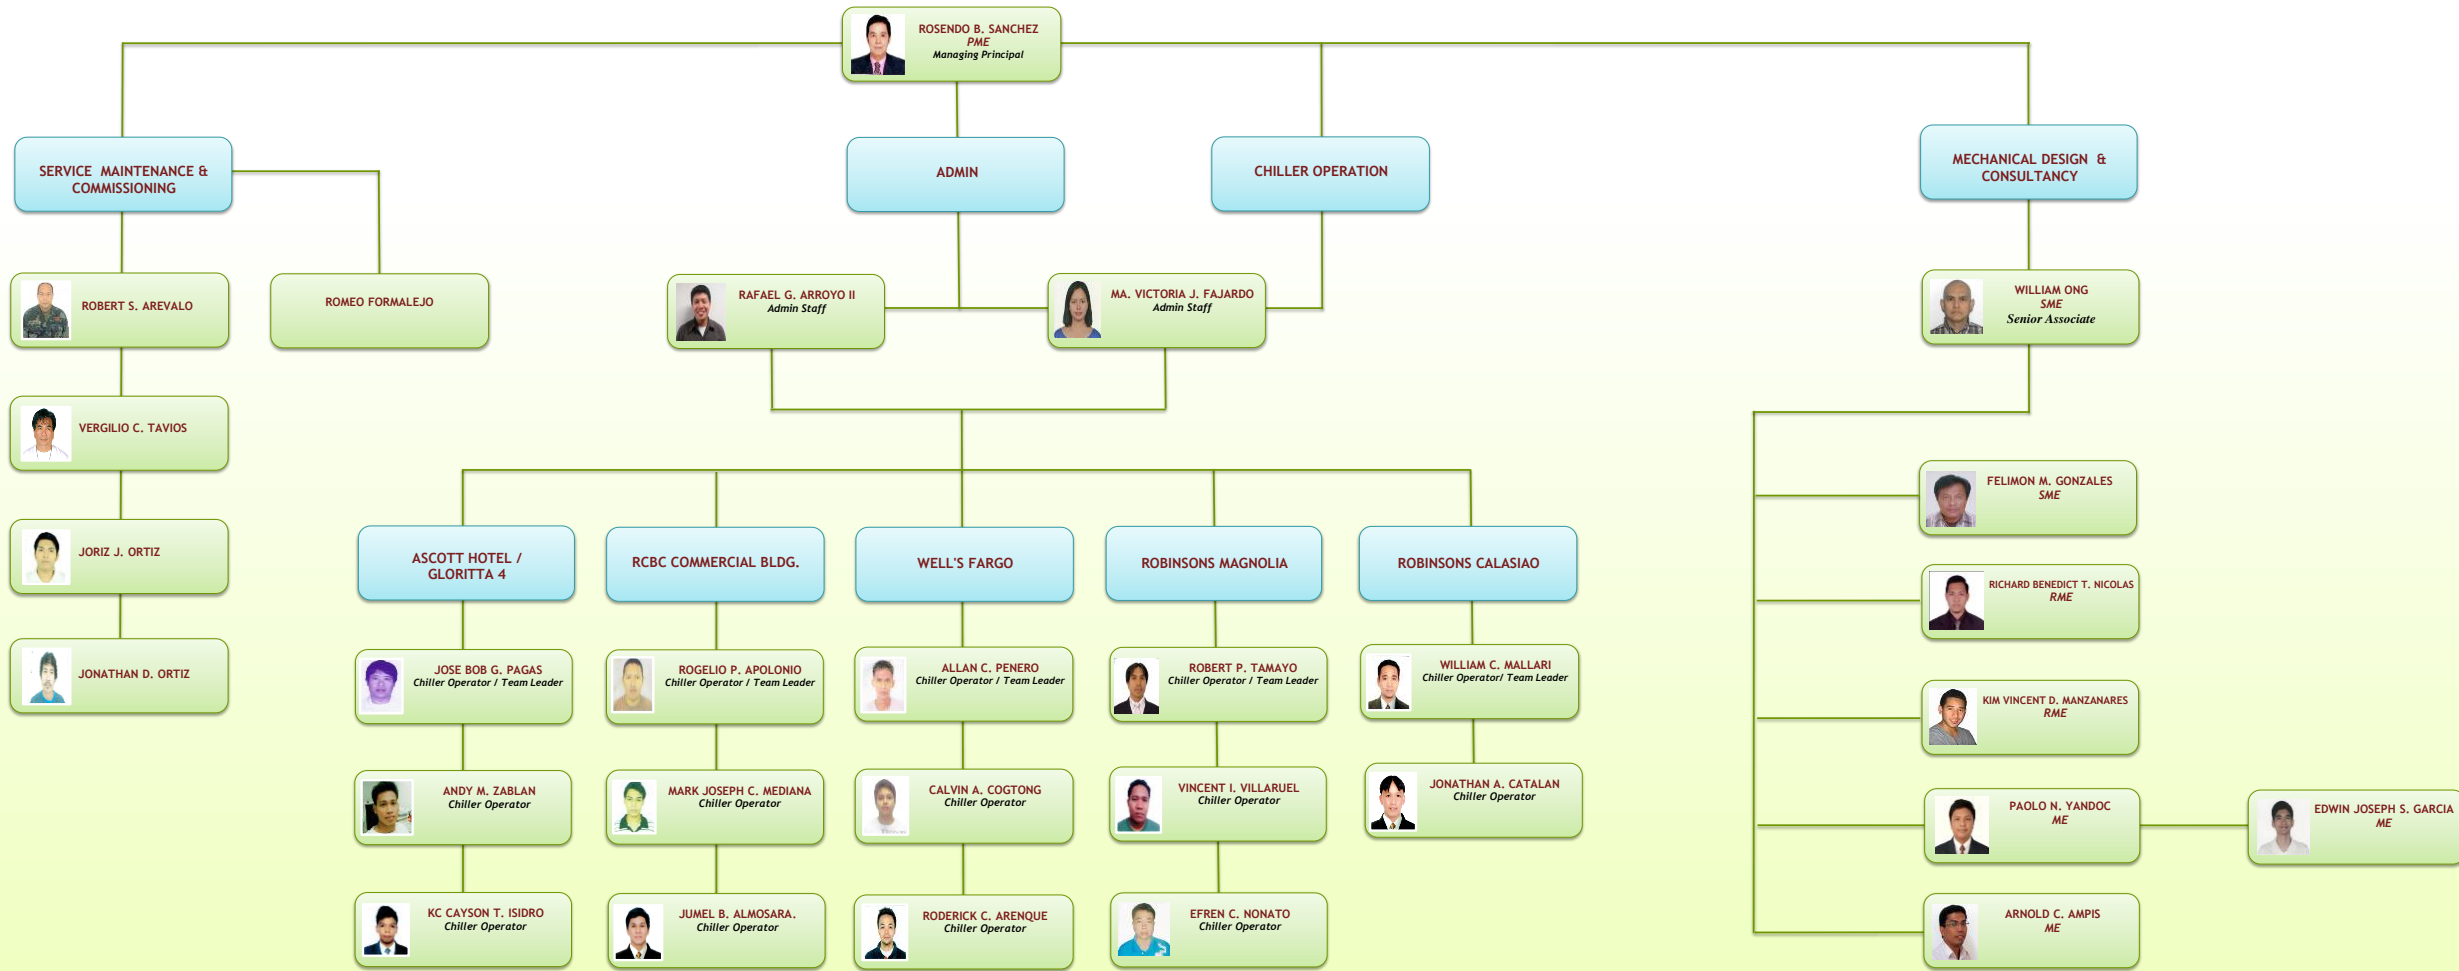 ROSENDO B. SANCHEZ
PME
Managing Principal
SERVICE MAINTENANCE &
COMMISSIONING
ADMIN
CHILLER OPERATION
MECHANICAL DESIGN &
CONSULTANCY
ROBERT S. AREVALO
ROMEO FORMALEJO
RAFAEL G. ARROYO II
Admin Staff
MA. VICTORIA J. FAJARDO
Admin Staff
WILLIAM ONG
SME
Senior Associate
VERGILIO C. TAVIOS
JORIZ J. ORTIZ
JONATHAN D. ORTIZ
ASCOTT HOTEL /
GLORITTA 4
RCBC COMMERCIAL BLDG.
WELL'S FARGO
ROBINSONS MAGNOLIA
ROBINSONS CALASIAO
JOSE BOB G. PAGAS
Chiller Operator / Team Leader
ROGELIO P. APOLONIO
Chiller Operator / Team Leader
ALLAN C. PENERO
Chiller Operator / Team Leader
ROBERT P. TAMAYO
Chiller Operator / Team Leader
WILLIAM C. MALLARI
Chiller Operator/ Team Leader
ANDY M. ZABLAN
Chiller Operator
MARK JOSEPH C. MEDIANA
Chiller Operator
CALVIN A. COGTONG
Chiller Operator
VINCENT I. VILLARUEL
Chiller Operator
JONATHAN A. CATALAN
Chiller Operator
KC CAYSON T. ISIDRO
Chiller Operator
JUMEL B. ALMOSARA.
Chiller Operator
RODERICK C. ARENQUE
Chiller Operator
EFREN C. NONATO
Chiller Operator
FELIMON M. GONZALES
SME
RICHARD BENEDICT T. NICOLAS
RME
KIM VINCENT D. MANZANARES
RME
PAOLO N. YANDOC
ME
EDWIN JOSEPH S. GARCIA
ME
ARNOLD C. AMPIS
ME